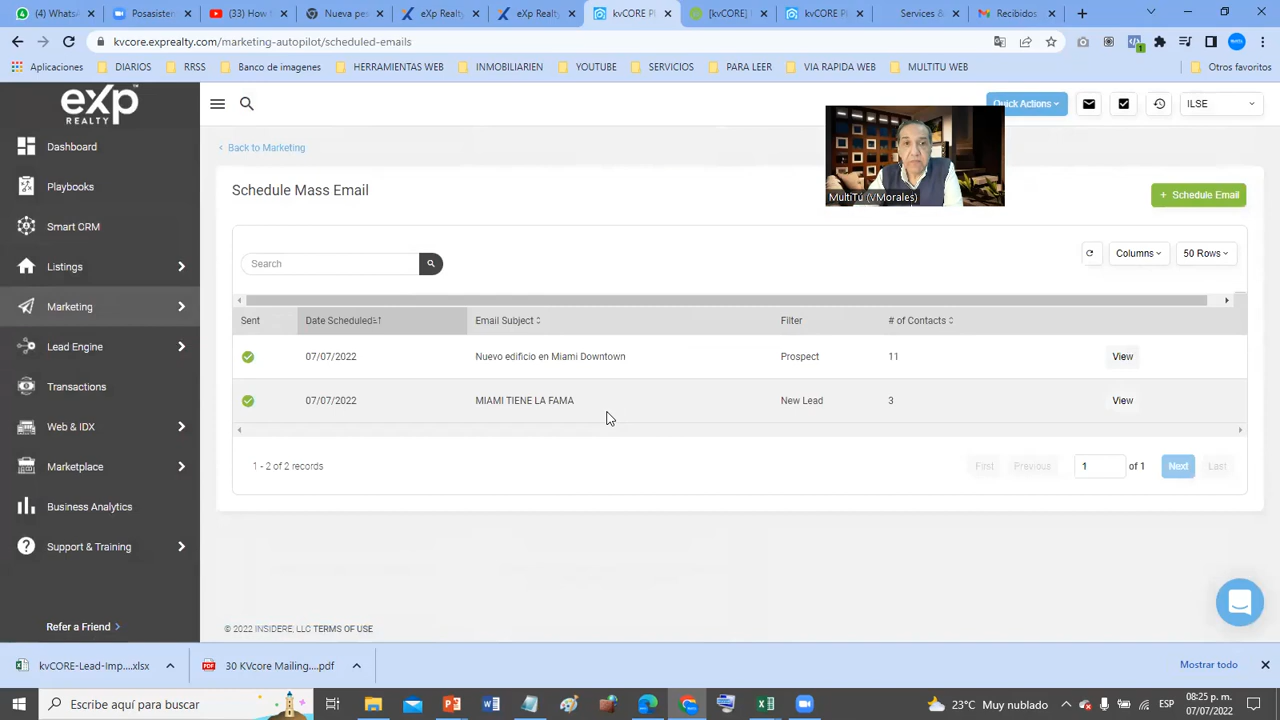 (4) Whats
Posasist
(33) How
Nueva pes
eXp Realt
eXp Realt
kvCORE Pl
[kvCORE]
kvCORE Pl
Services &
Recibidos
kvcore.exprealty.com/marketing-autopilot/scheduled-emails
Aplicaciones
DIARIOS
RRSS
Banco de imagenes
HERRAMIENTAS WEB
INMOBILIARIEN
YOUTUBE
SERVICIOS
PARA LEER
VIA RAPIDA WEB
MULTITU WEB
Otros favoritos
exp
REALTY
Quick Actions
ILSE
Dashboard
Playbooks
Smart CRM
Listings
Marketing
Lead Engine
Transactions
Web & IDX
Marketplace
Business Analytics
Support & Training
Refer a Friend
Back to Marketing
Schedule Mass Email
MultiTú (VMorales)
+ Schedule Email
Search
Columns
50 Rows
Sent Date Scheduled Email Subject Filter # of Contacts
07/07/2022 Nuevo edificio en Miami Downtown Prospect 11 View
07/07/2022 MIAMI TIENE LA FAMA New Lead 3 View
1 - 2 of 2 records
First Previous 1 of 1 Next Last
© 2022 INSIDERE, LLC TERMS OF USE
kvCORE-Lead-Imp....xlsx
30 KVcore Mailing....pdf
Mostrar todo
Escribe aquí para buscar
23°C Muy nublado
ESP
08:25 p. m.
07/07/2022